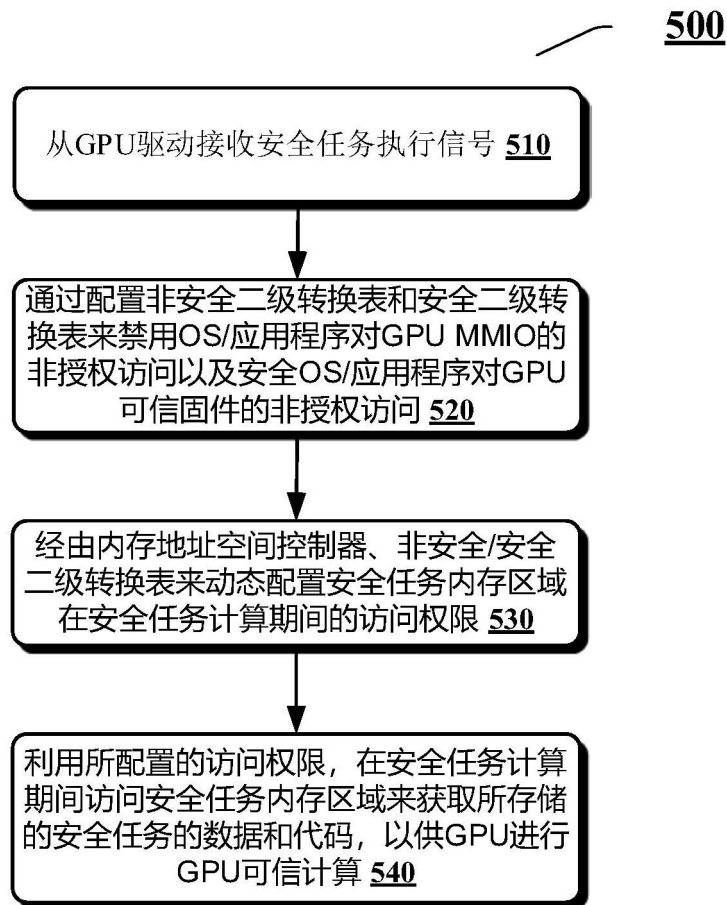 500
从GPU驱动接收安全任务执行信号 510
通过配置非安全二级转换表和安全二级转
换表来禁用OS/应用程序对GPU MMIO的
非授权访问以及安全OS/应用程序对GPU
可信固件的非授权访问 520
经由内存地址空间控制器、非安全/安全
二级转换表来动态配置安全任务内存区域
在安全任务计算期间的访问权限 530
利用所配置的访问权限，在安全任务计算
期间访问安全任务内存区域来获取所存储
的安全任务的数据和代码，以供GPU进行
GPU可信计算 540